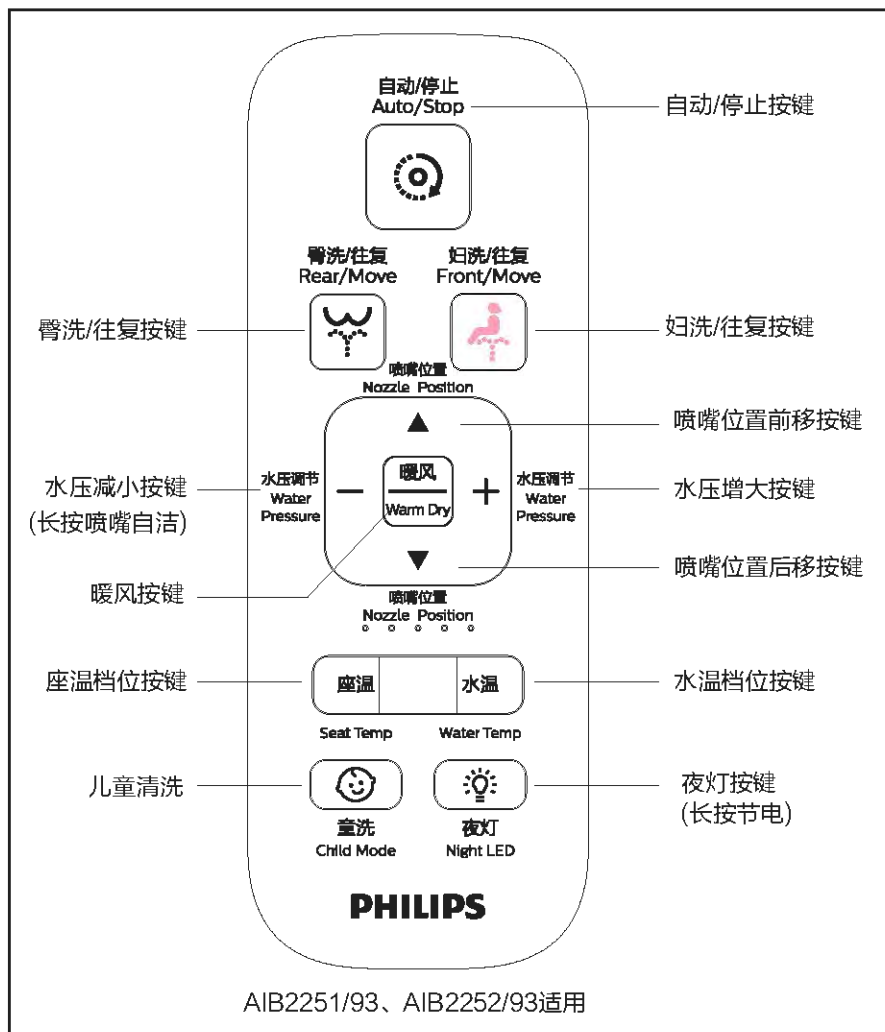 自动/停止
Auto/Stop
自动/停止按键
臀洗/往复
Rear/Move
妇洗/往复
Front/Move
臀洗/往复按键
妇洗/往复按键
喷嘴位置
Nozzle Position
喷嘴位置前移按键
水压减小按键
(长按喷嘴自洁)
水压调节
Water
Pressure
暖风
Warm Dry
水压调节
Water
Pressure
水压增大按键
喷嘴位置后移按键
暖风按键
喷嘴位置
Nozzle Position
座温档位按键
座温
水温
水温档位按键
Seat Temp
Water Temp
儿童清洗
夜灯按键
(长按节电)
童洗
Child Mode
夜灯
Night LED
PHILIPS
AIB2251/93、AIB2252/93适用